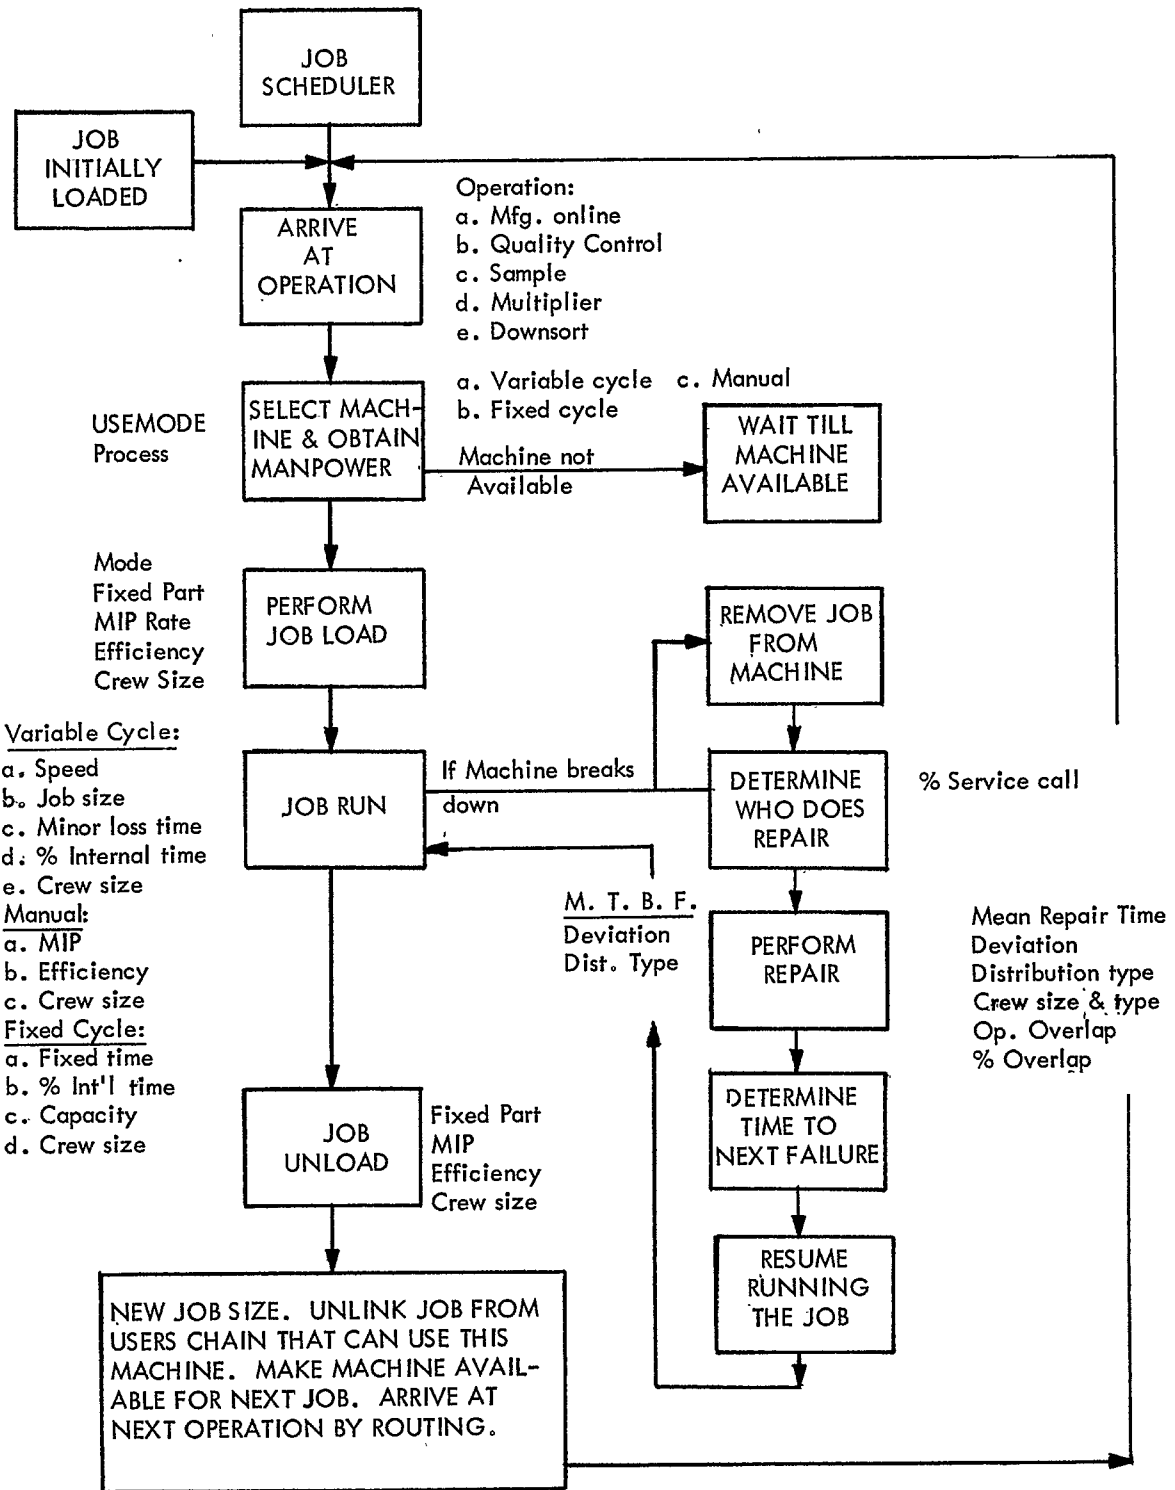 JOB
SCHEDULER
JOB
INITIALLY
LOADED
ARRIVE
AT
OPERATION
Operation:
a. Mfg. online
b. Quality Control
c. Sample
d. Multiplier
e. Downsort
a. Variable cycle c. Manual
b. Fixed cycle
USEMODE
Process
SELECT MACH-
INE & OBTAIN
MANPOWER
Machine not
Available
WAIT TILL
MACHINE
AVAILABLE
Mode
Fixed Part
MIP Rate
Efficiency
Crew Size
PERFORM
JOB LOAD
REMOVE JOB
FROM
MACHINE
Variable Cycle:
a. Speed
b. Job size
c. Minor loss time
d. % Internal time
e. Crew size
Manual:
a. MIP
b. Efficiency
c. Crew size
Fixed Cycle:
a. Fixed time
b. % Int'l time
c. Capacity
d. Crew size
JOB RUN
If Machine breaks
down
DETERMINE
WHO DOES
REPAIR
% Service call
M. T. B. F.
Deviation
Dist. Type
PERFORM
REPAIR
Mean Repair Time
Deviation
Distribution type
Crew size & type
Op. Overlap
% Overlap
DETERMINE
TIME TO
NEXT FAILURE
JOB
UNLOAD
Fixed Part
MIP
Efficiency
Crew size
RESUME
RUNNING
THE JOB
NEW JOB SIZE. UNLINK JOB FROM
USERS CHAIN THAT CAN USE THIS
MACHINE. MAKE MACHINE AVAIL-
ABLE FOR NEXT JOB. ARRIVE AT
NEXT OPERATION BY ROUTING.